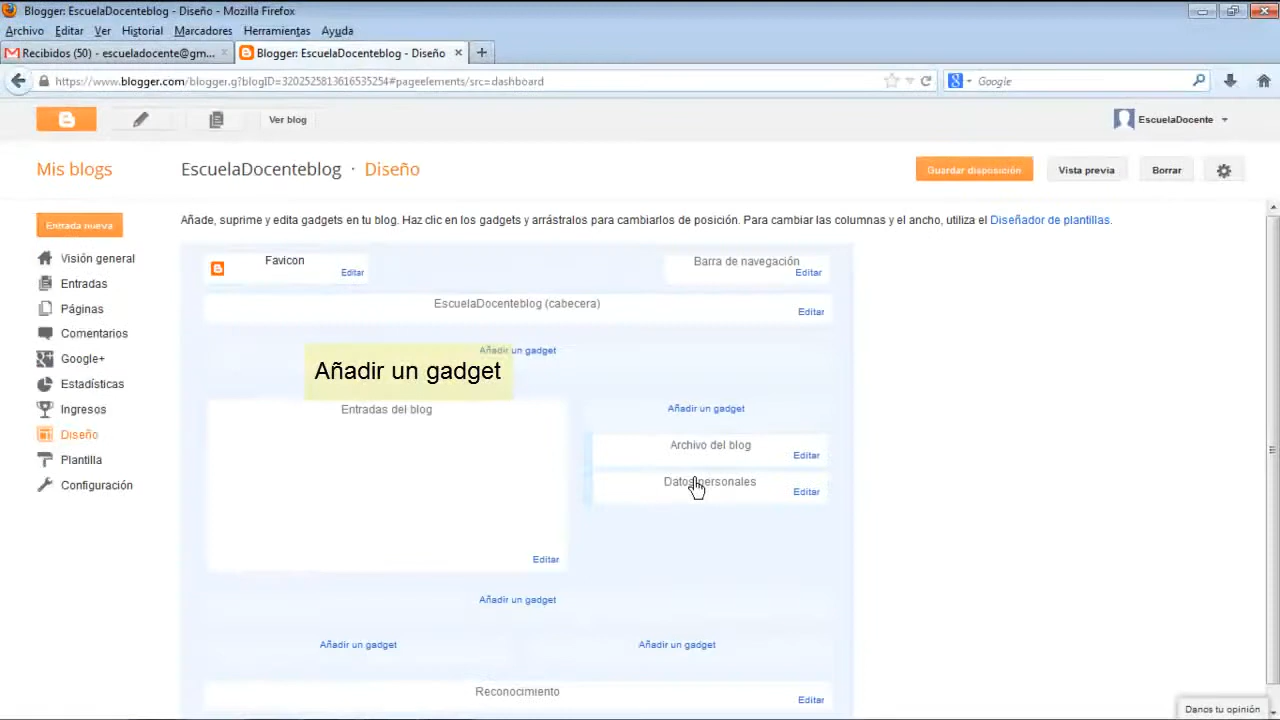 Blogger: EscuelaDocenteblog - Diseño - Mozilla Firefox
Archivo Editar Ver Historial Marcadores Herramientas Ayuda
Recibidos (50) - escueladocente@gm... × Blogger: EscuelaDocenteblog - Diseño × +
https://www.blogger.com/blogger.g?blogID=3202525813616535254#pageelements/src=dashboard
Google
Ver blog
EscuelaDocente
Mis blogs
EscuelaDocenteblog · Diseño
Guardar disposición
Vista previa
Borrar
Añade, suprime y edita gadgets en tu blog. Haz clic en los gadgets y arrástralos para cambiarlos de posición. Para cambiar las columnas y el ancho, utiliza el Diseñador de plantillas.
Entrada nueva
Visión general
Entradas
Páginas
Comentarios
Google+
Estadísticas
Ingresos
Diseño
Plantilla
Configuración
Favicon
Editar
Barra de navegación
Editar
EscuelaDocenteblog (cabecera)
Editar
Añadir un gadget
Añadir un gadget
Entradas del blog
Editar
Añadir un gadget
Archivo del blog
Editar
Datos personales
Editar
Añadir un gadget
Añadir un gadget
Añadir un gadget
Reconocimiento
Editar
Danos tu opinión